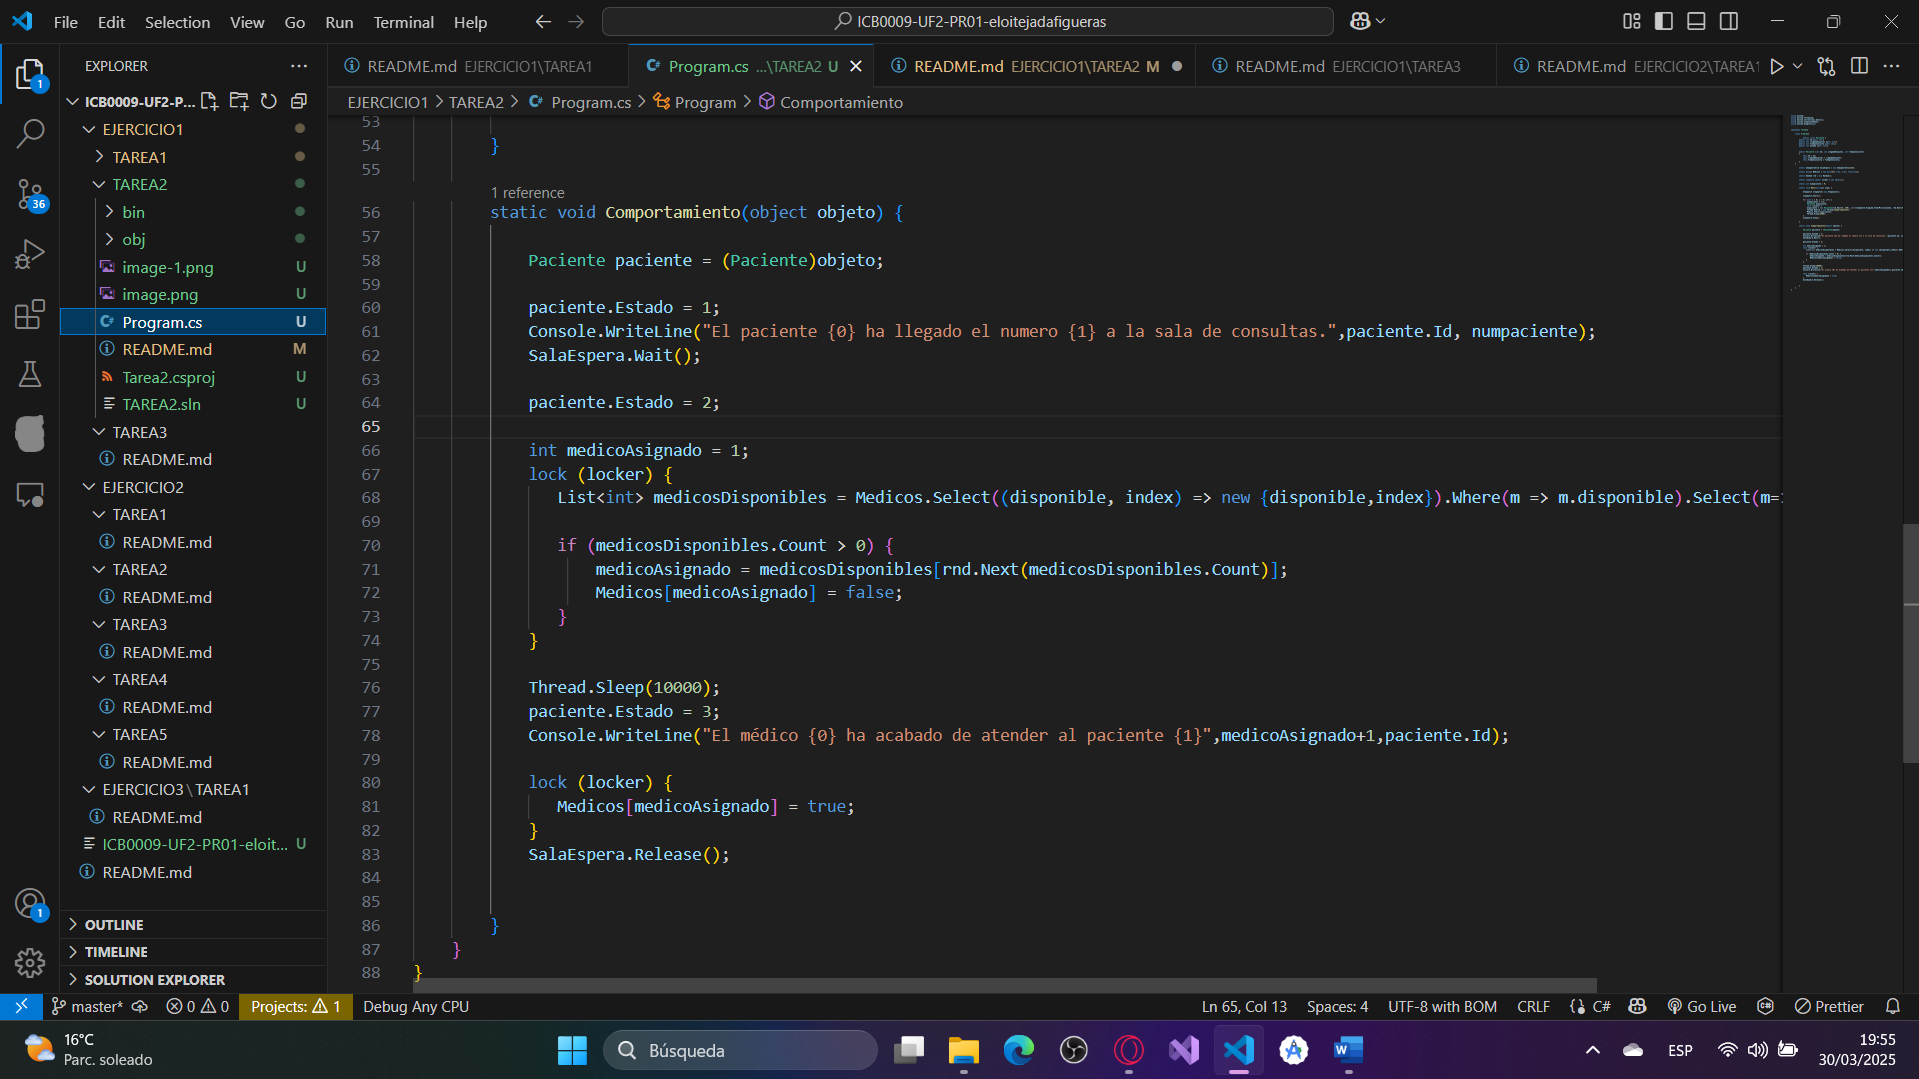 File Edit Selection View Go Run Terminal Help
ICB0009-UF2-PR01-eloitejadafigueras
EXPLORER
README.md EJERCICIO1\TAREA1
Program.cs ...\TAREA2 U
README.md EJERCICIO1\TAREA2 M
README.md EJERCICIO1\TAREA3
README.md EJERCICIO2\TAREA1
EJERCICIO1 > TAREA2 > Program.cs > Program > Comportamiento
ICB0009-UF2-P...
EJERCICIO1
TAREA1
TAREA2
bin
obj
image-1.png U
image.png U
Program.cs U
README.md M
Tarea2.csproj U
TAREA2.sln U
TAREA3
README.md
EJERCICIO2
TAREA1
README.md
TAREA2
README.md
TAREA3
README.md
TAREA4
README.md
TAREA5
README.md
EJERCICIO3\TAREA1
README.md
ICB0009-UF2-PR01-eloit... U
README.md
OUTLINE
TIMELINE
SOLUTION EXPLORER
1
36
1
53
54 }
55
1 reference
56 static void Comportamiento(object objeto) {
57
58 Paciente paciente = (Paciente)objeto;
59
60 paciente.Estado = 1;
61 Console.WriteLine("El paciente {0} ha llegado el numero {1} a la sala de consultas.",paciente.Id, numpaciente);
62 SalaEspera.Wait();
63
64 paciente.Estado = 2;
65
66 int medicoAsignado = 1;
67 lock (locker) {
68 List<int> medicosDisponibles = Medicos.Select((disponible, index) => new {disponible,index}).Where(m => m.disponible).Select(m=>
69
70 if (medicosDisponibles.Count > 0) {
71 medicoAsignado = medicosDisponibles[rnd.Next(medicosDisponibles.Count)];
72 Medicos[medicoAsignado] = false;
73 }
74 }
75
76 Thread.Sleep(10000);
77 paciente.Estado = 3;
78 Console.WriteLine("El médico {0} ha acabado de atender al paciente {1}",medicoAsignado+1,paciente.Id);
79
80 lock (locker) {
81 Medicos[medicoAsignado] = true;
82 }
83 SalaEspera.Release();
84
85
86 }
87 }
88 }
master* 0 0 Projects: 1 Debug Any CPU
Ln 65, Col 13 Spaces: 4 UTF-8 with BOM CRLF {} C# Go Live Prettier
16°C
Parc. soleado
Búsqueda
ESP
19:55
30/03/2025